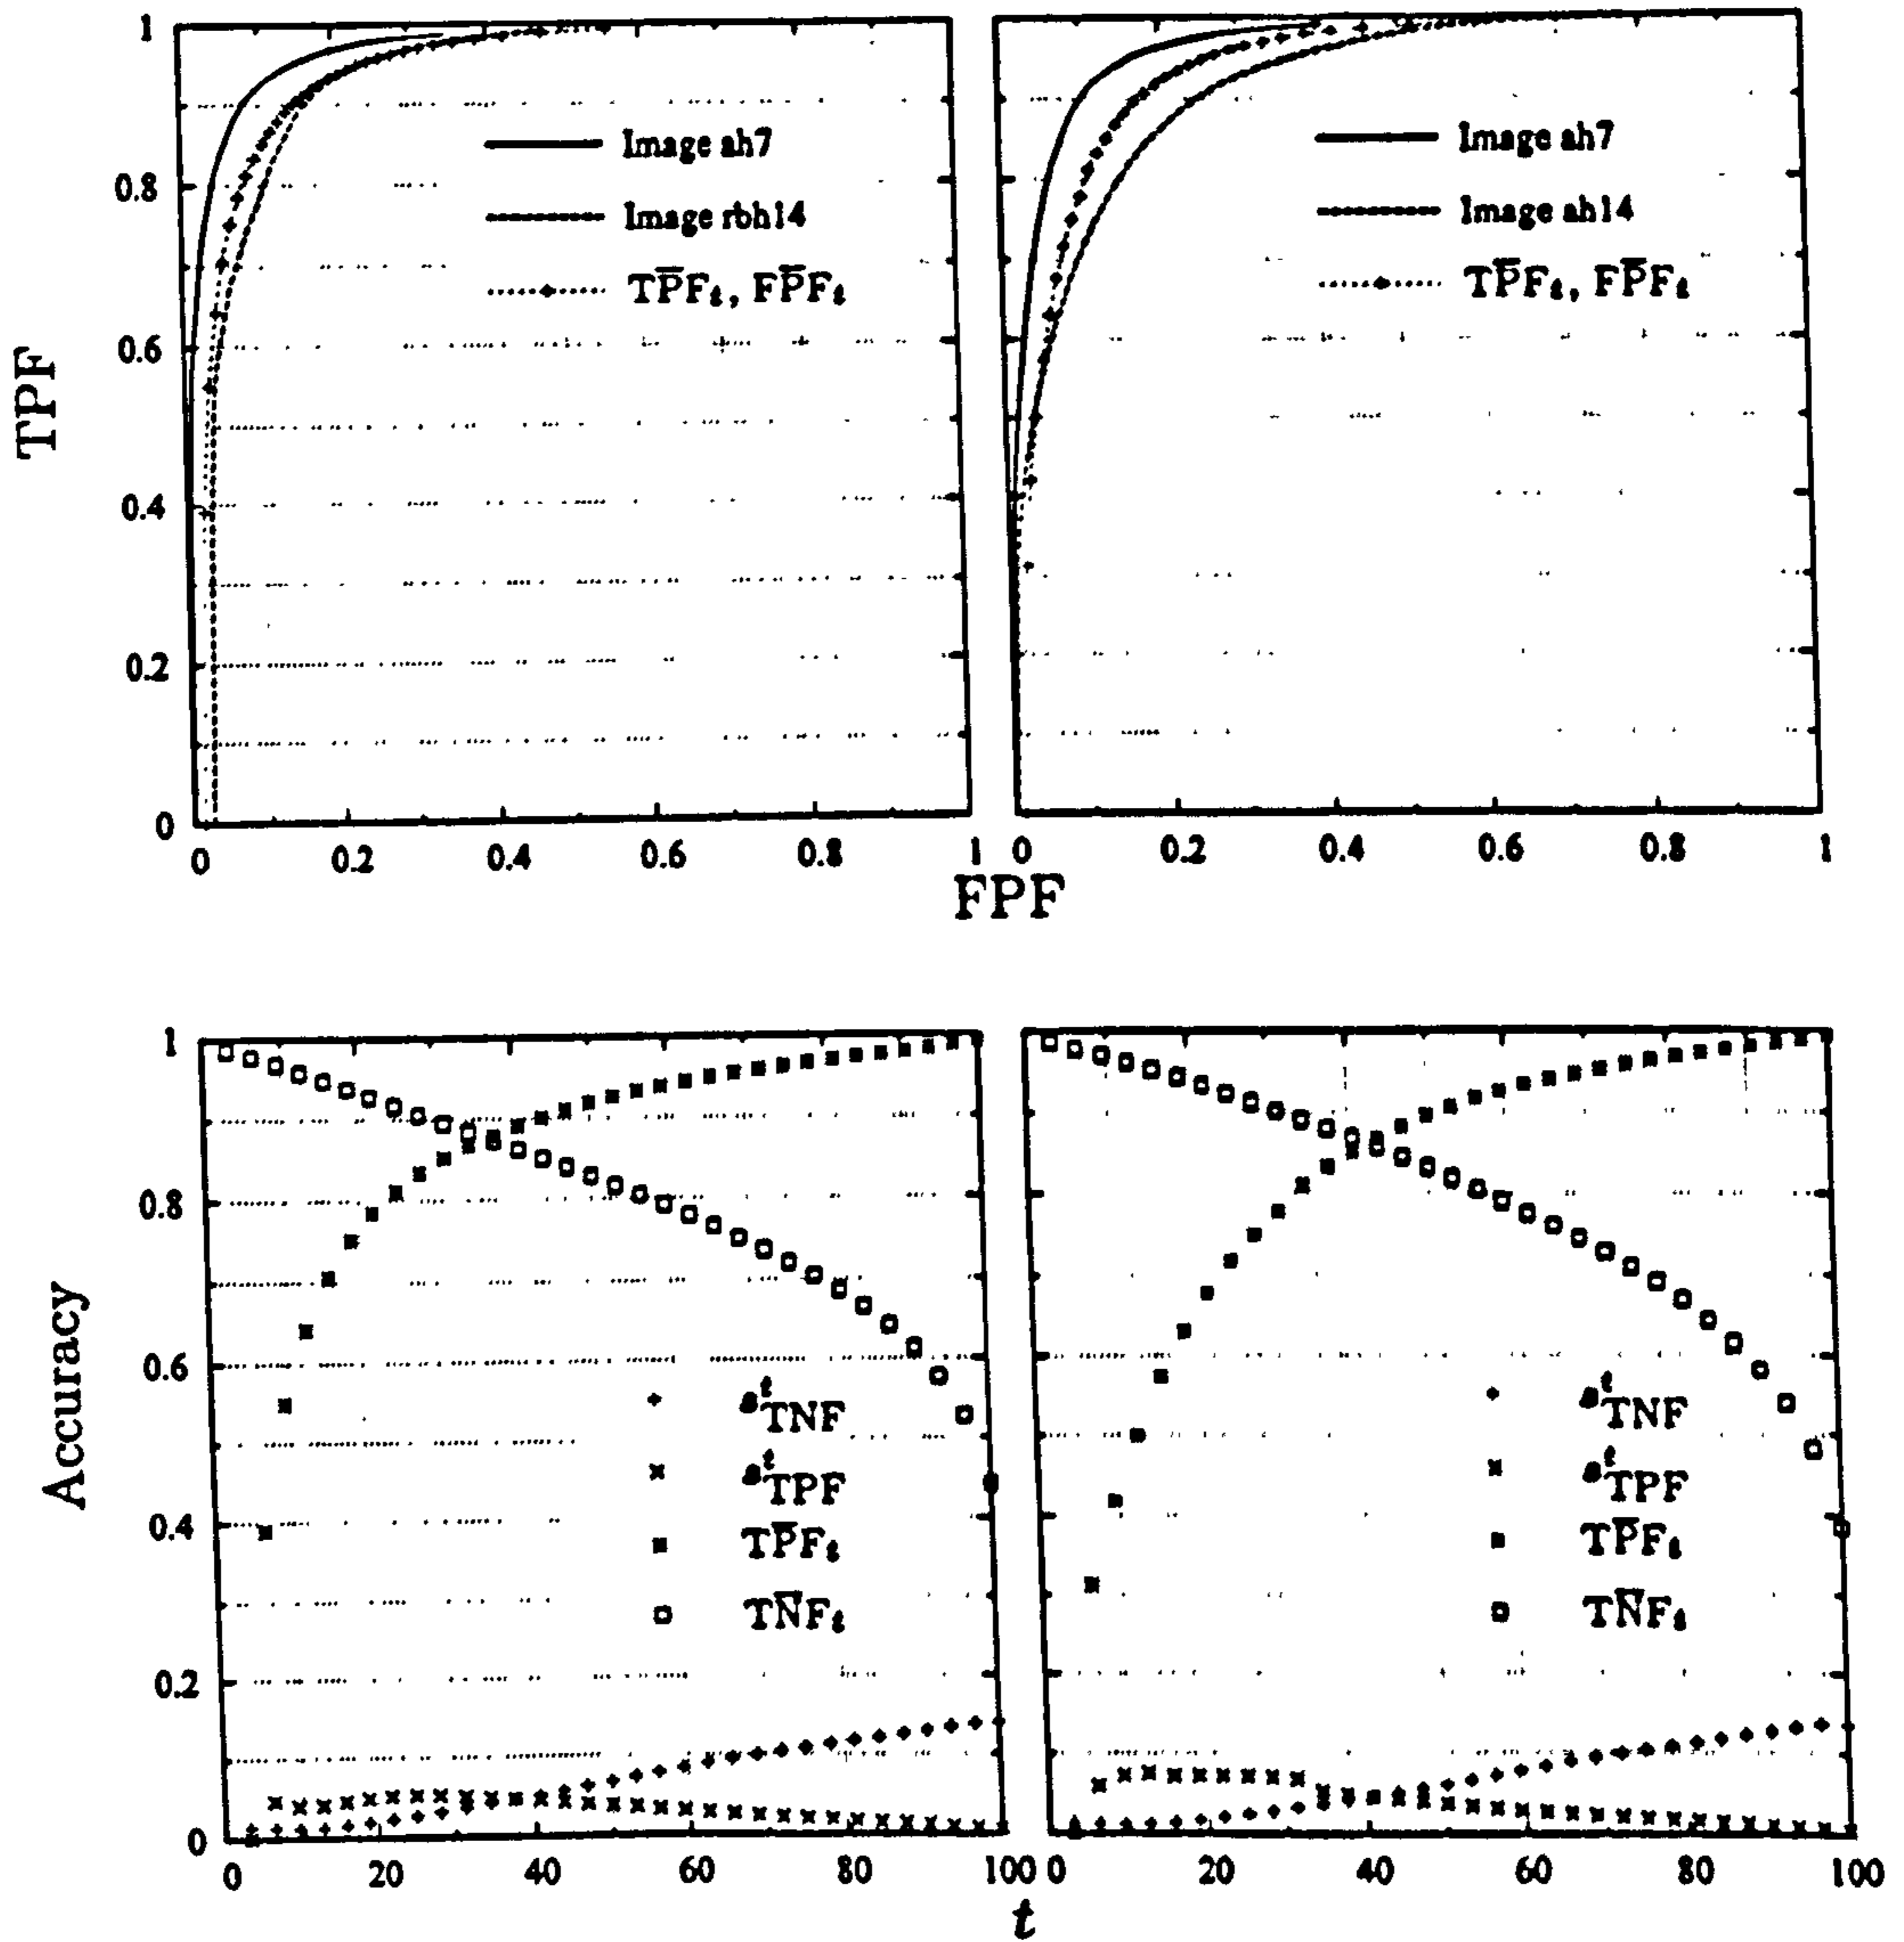 TPF
1
0.8
0.6
0.4
0.2
0
Image ah7
Image rbh14
TP̅Fₜ, FP̅Fₜ
0 0.2 0.4 0.6 0.8 1
Image ah7
Image ah14
TP̅Fₜ, FP̅Fₜ
0 0.2 0.4 0.6 0.8 1
FPF
Accuracy
1
0.8
0.6
0.4
0.2
0
sᵗTNF
sᵗTPF
TP̅Fₜ
TN̅Fₜ
0 20 40 60 80 100
sᵗTNF
sᵗTPF
TP̅Fₜ
TN̅Fₜ
0 20 40 60 80 100
t